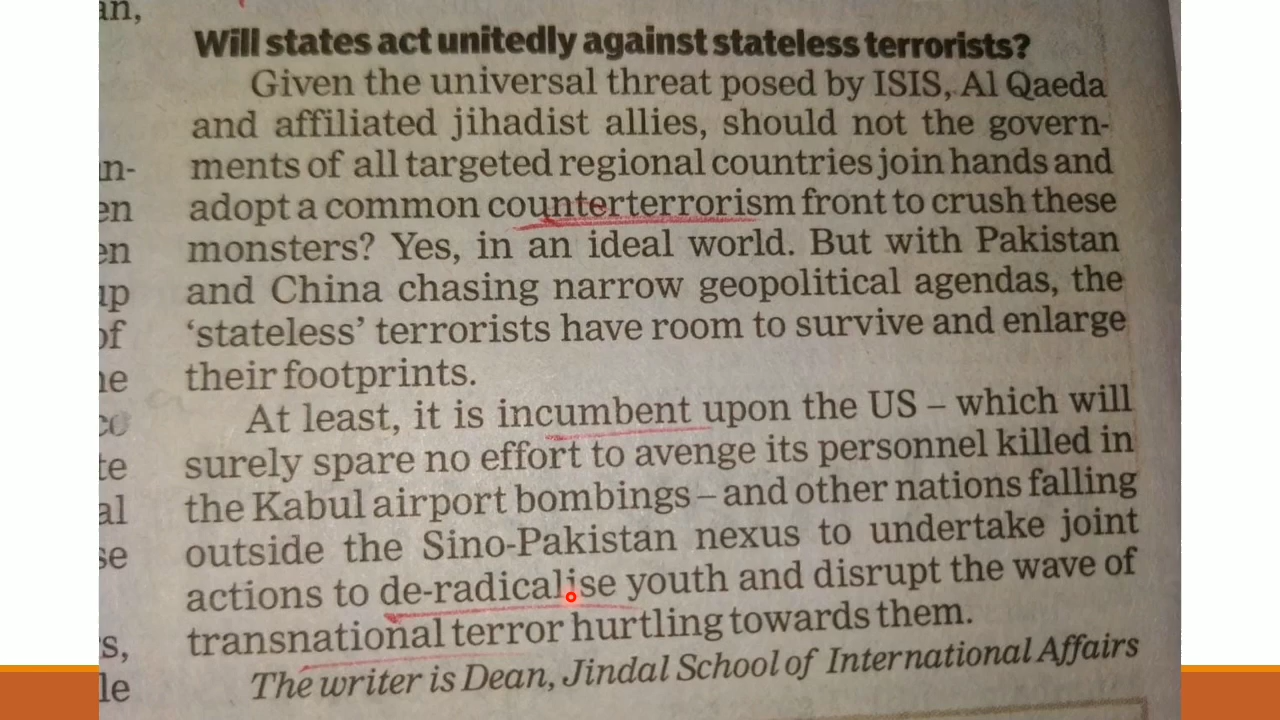 an,
Will states act unitedly against stateless terrorists?
Given the universal threat posed by ISIS, Al Qaeda
and affiliated jihadist allies, should not the govern-
ments of all targeted regional countries join hands and
adopt a common counterterrorism front to crush these
monsters? Yes, in an ideal world. But with Pakistan
and China chasing narrow geopolitical agendas, the
‘stateless’ terrorists have room to survive and enlarge
their footprints.
At least, it is incumbent upon the US – which will
surely spare no effort to avenge its personnel killed in
the Kabul airport bombings – and other nations falling
outside the Sino-Pakistan nexus to undertake joint
actions to de-radicalise youth and disrupt the wave of
transnational terror hurtling towards them.
The writer is Dean, Jindal School of International Affairs